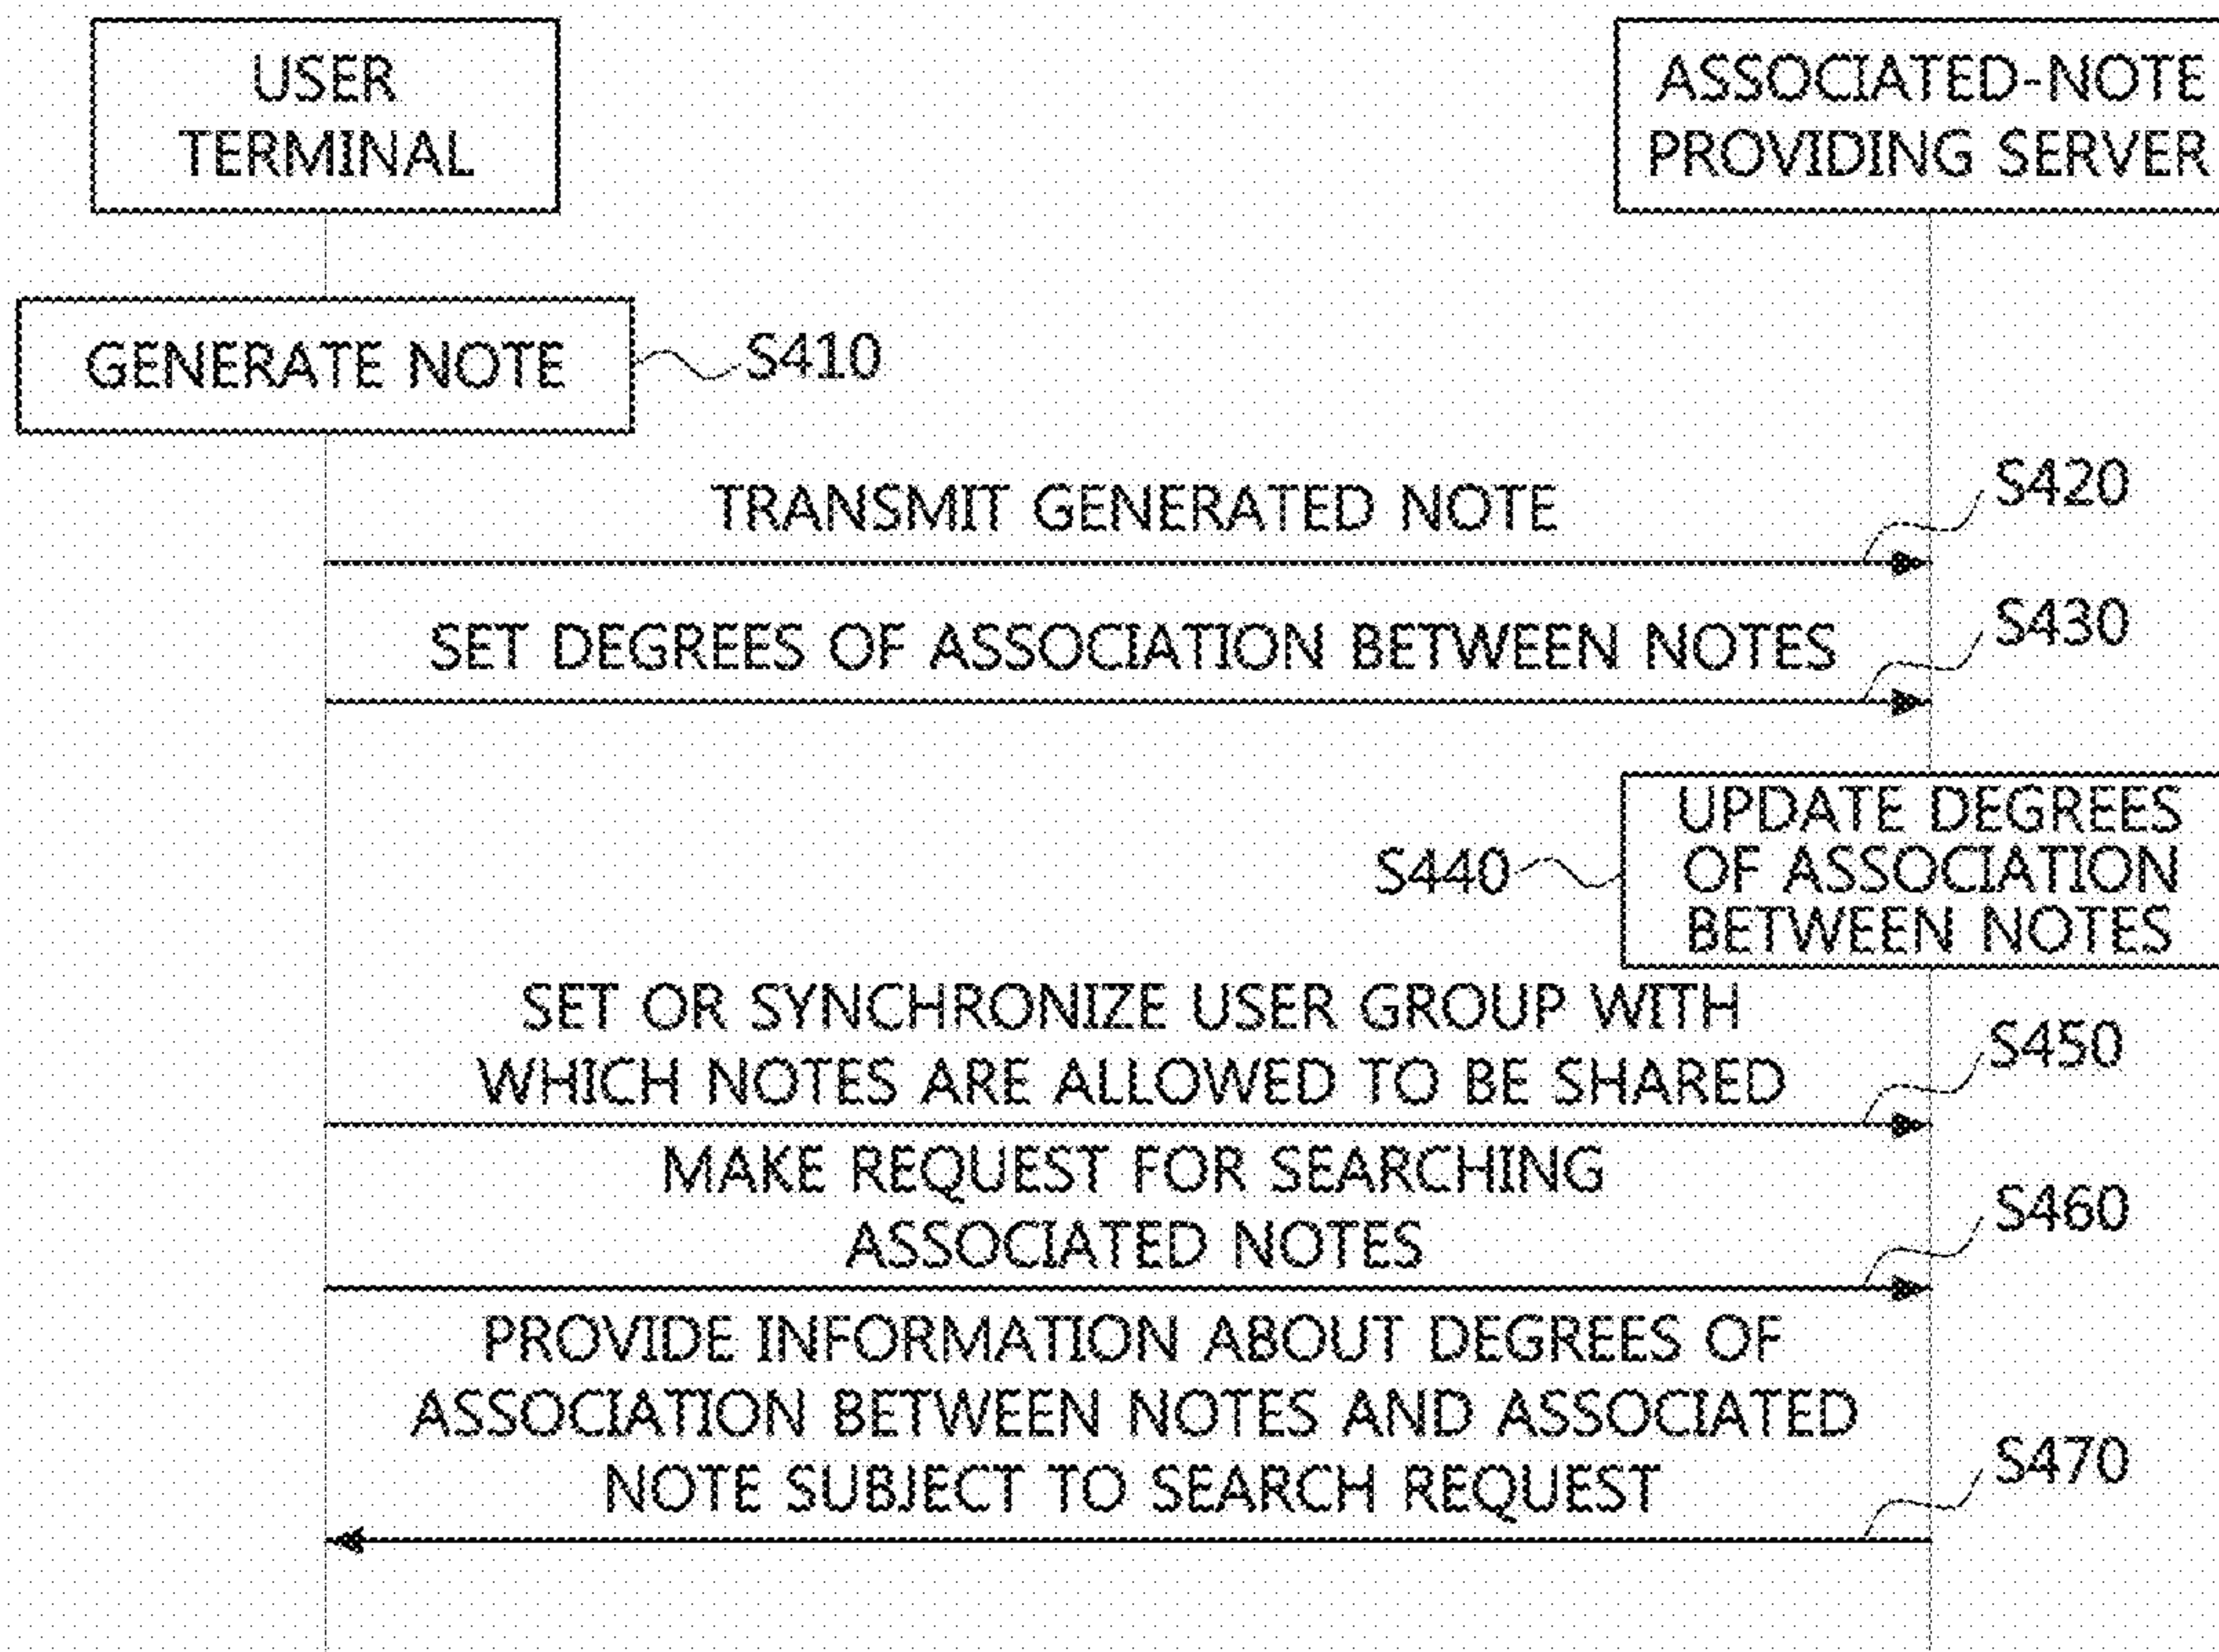 USER
TERMINAL
ASSOCIATED-NOTE
PROVIDING SERVER
GENERATE NOTE
S410
TRANSMIT GENERATED NOTE
S420
SET DEGREES OF ASSOCIATION BETWEEN NOTES
S430
UPDATE DEGREES
OF ASSOCIATION
BETWEEN NOTES
S440
SET OR SYNCHRONIZE USER GROUP WITH
WHICH NOTES ARE ALLOWED TO BE SHARED
S450
MAKE REQUEST FOR SEARCHING
ASSOCIATED NOTES
S460
PROVIDE INFORMATION ABOUT DEGREES OF
ASSOCIATION BETWEEN NOTES AND ASSOCIATED
NOTE SUBJECT TO SEARCH REQUEST
S470